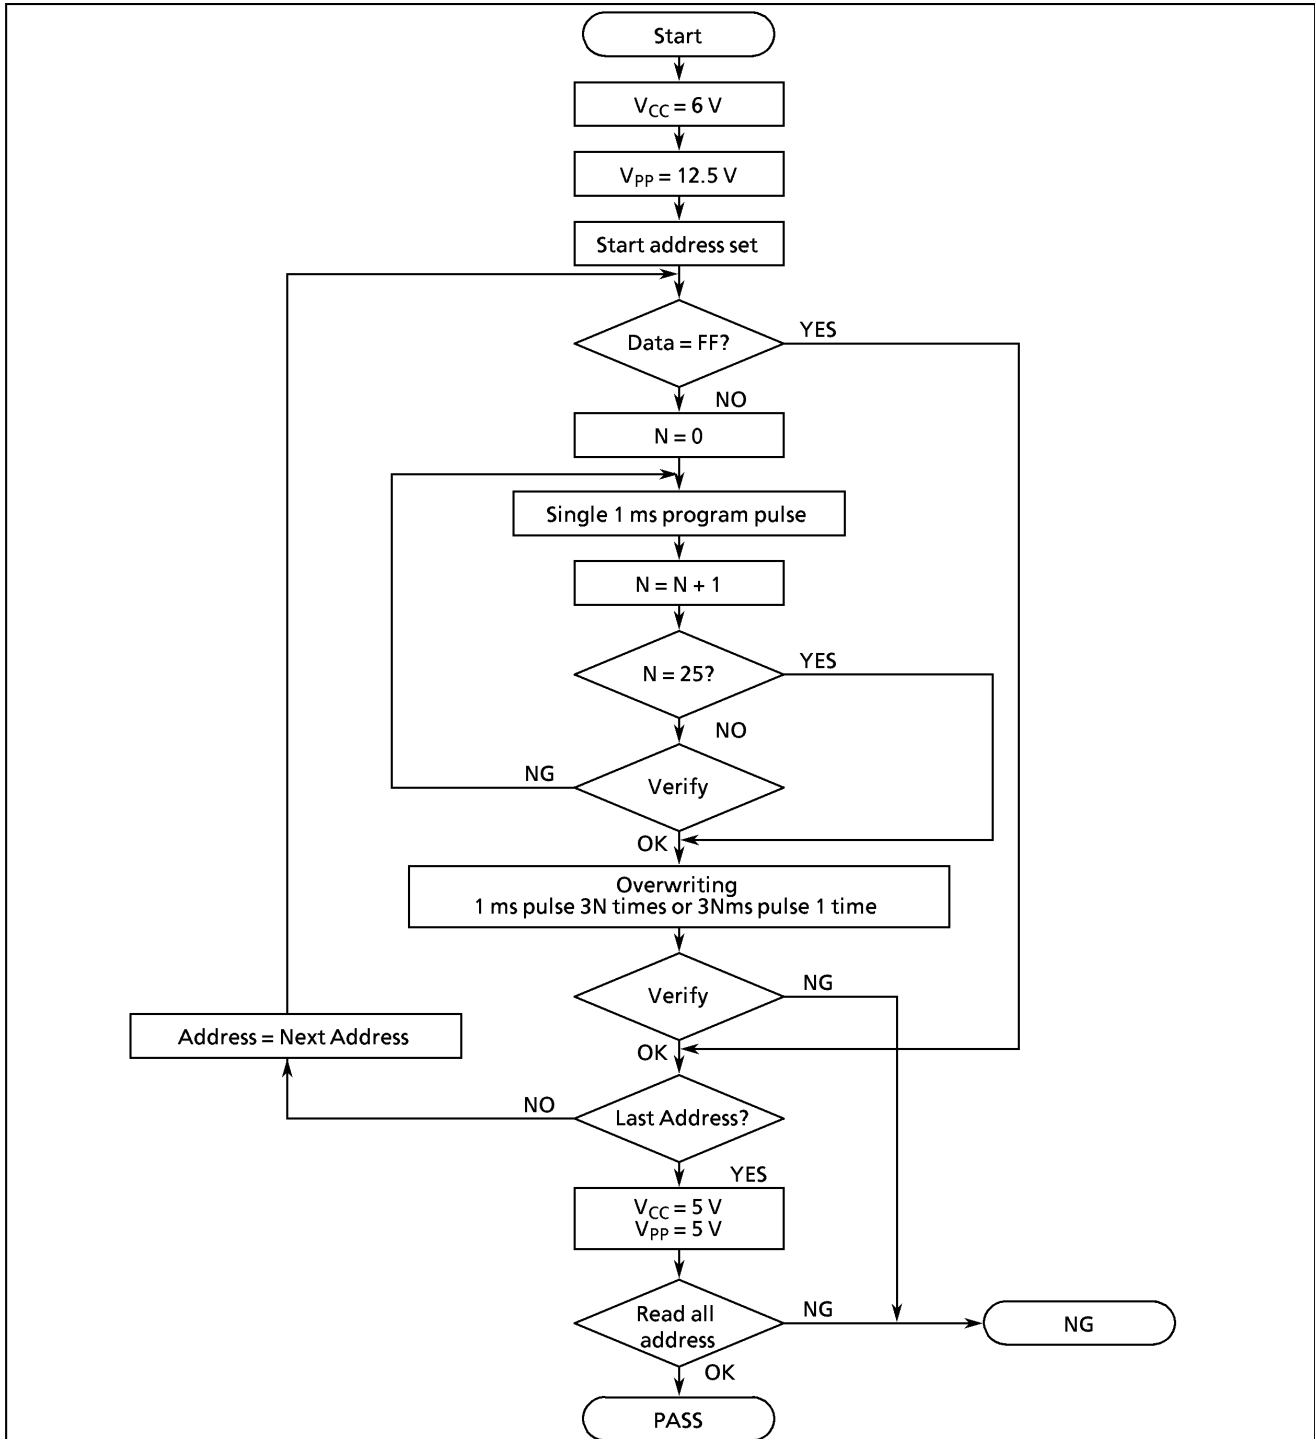 Start
VCC = 6 V
VPP = 12.5 V
Start address set
Data = FF?
YES
NO
N = 0
Single 1 ms program pulse
N = N + 1
N = 25?
YES
NO
Verify
NG
OK
Overwriting
1 ms pulse 3N times or 3Nms pulse 1 time
Verify
NG
Address = Next Address
OK
Last Address?
NO
YES
VCC = 5 V
VPP = 5 V
Read all
address
NG
NG
OK
PASS